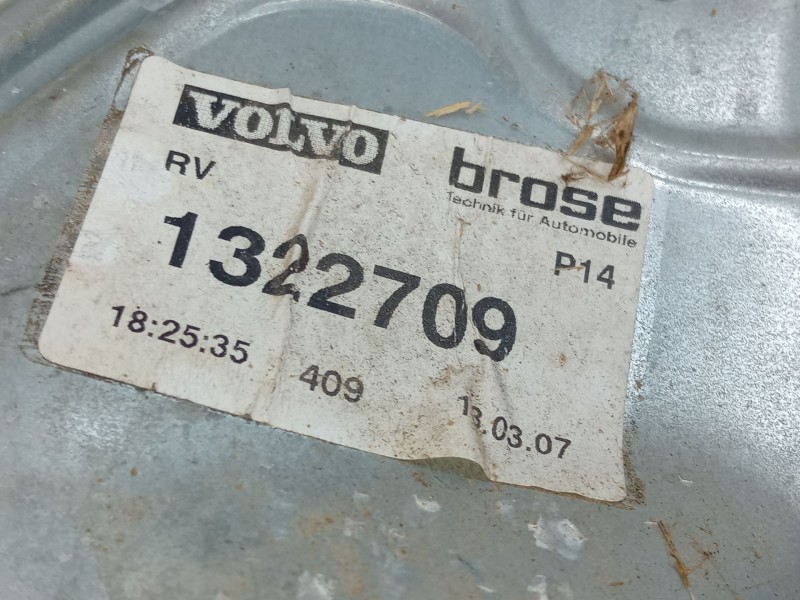 VOLVO
brose
Technik für Automobile
RV
P14
1322709
18:25:35
409
13.03.07